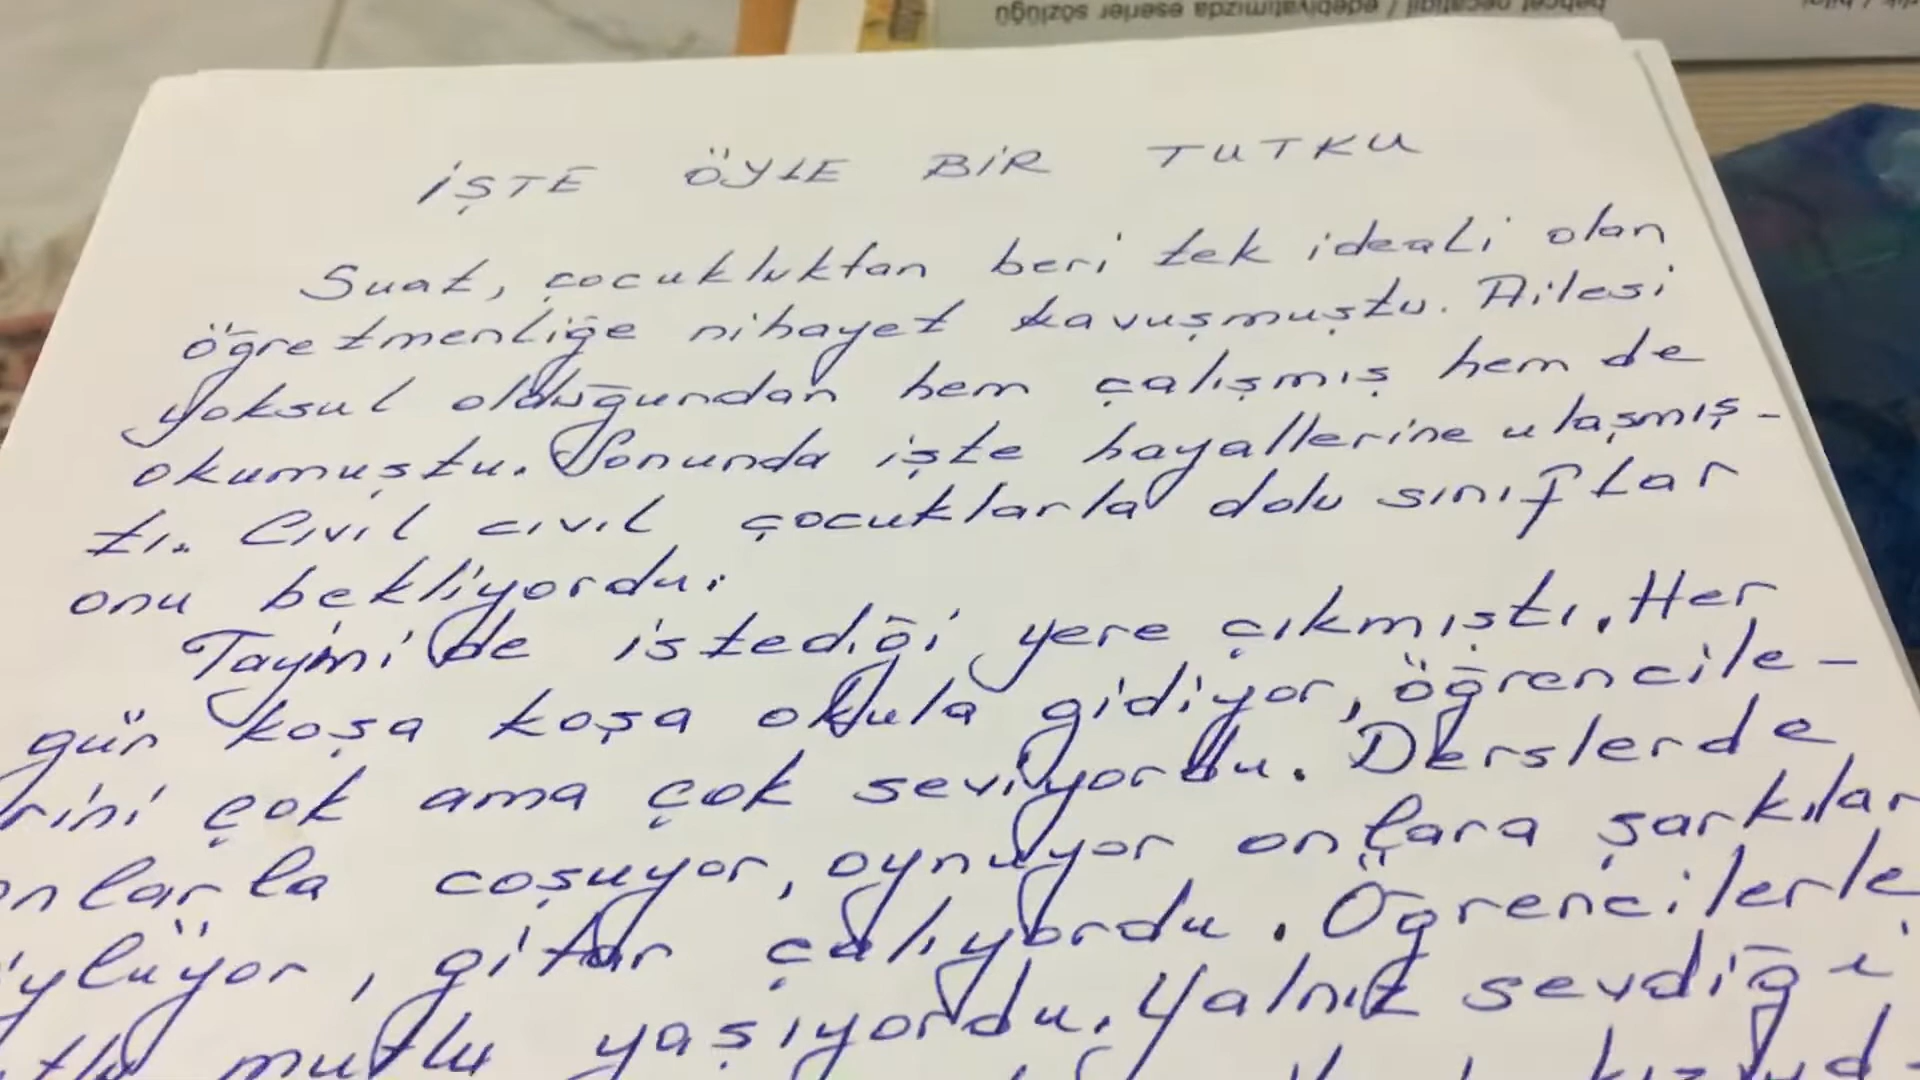 behçet necatigil / edebiyatımızda eserler sözlüğü
İŞTE ÖYLE BİR TUTKU
Suat, çocukluktan beri tek ideali olan
öğretmenliğe nihayet kavuşmuştu. Ailesi
yoksul olduğundan hem çalışmış hem de
okumuştu. Sonunda işte hayallerine ulaşmış-
tı. Cıvıl cıvıl çocuklarla dolu sınıflar
onu bekliyordu.
Tayini de istediği yere çıkmıştı. Her
gün koşa koşa okula gidiyor, öğrencile-
rini çok ama çok seviyordu. Derslerde
onlarla coşuyor, oynuyor onlara şarkılar
yluyor, gitar çalıyordu. Öğrencilerle
mutlu yaşıyordu. Yalnız sevdiği